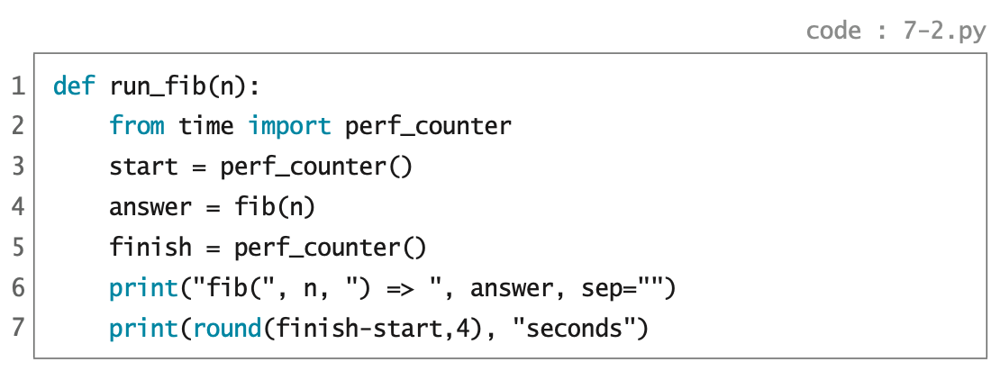 code : 7-2.py
1 def run_fib(n):
2     from time import perf_counter
3     start = perf_counter()
4     answer = fib(n)
5     finish = perf_counter()
6     print("fib(", n, ") => ", answer, sep="")
7     print(round(finish-start,4), "seconds")